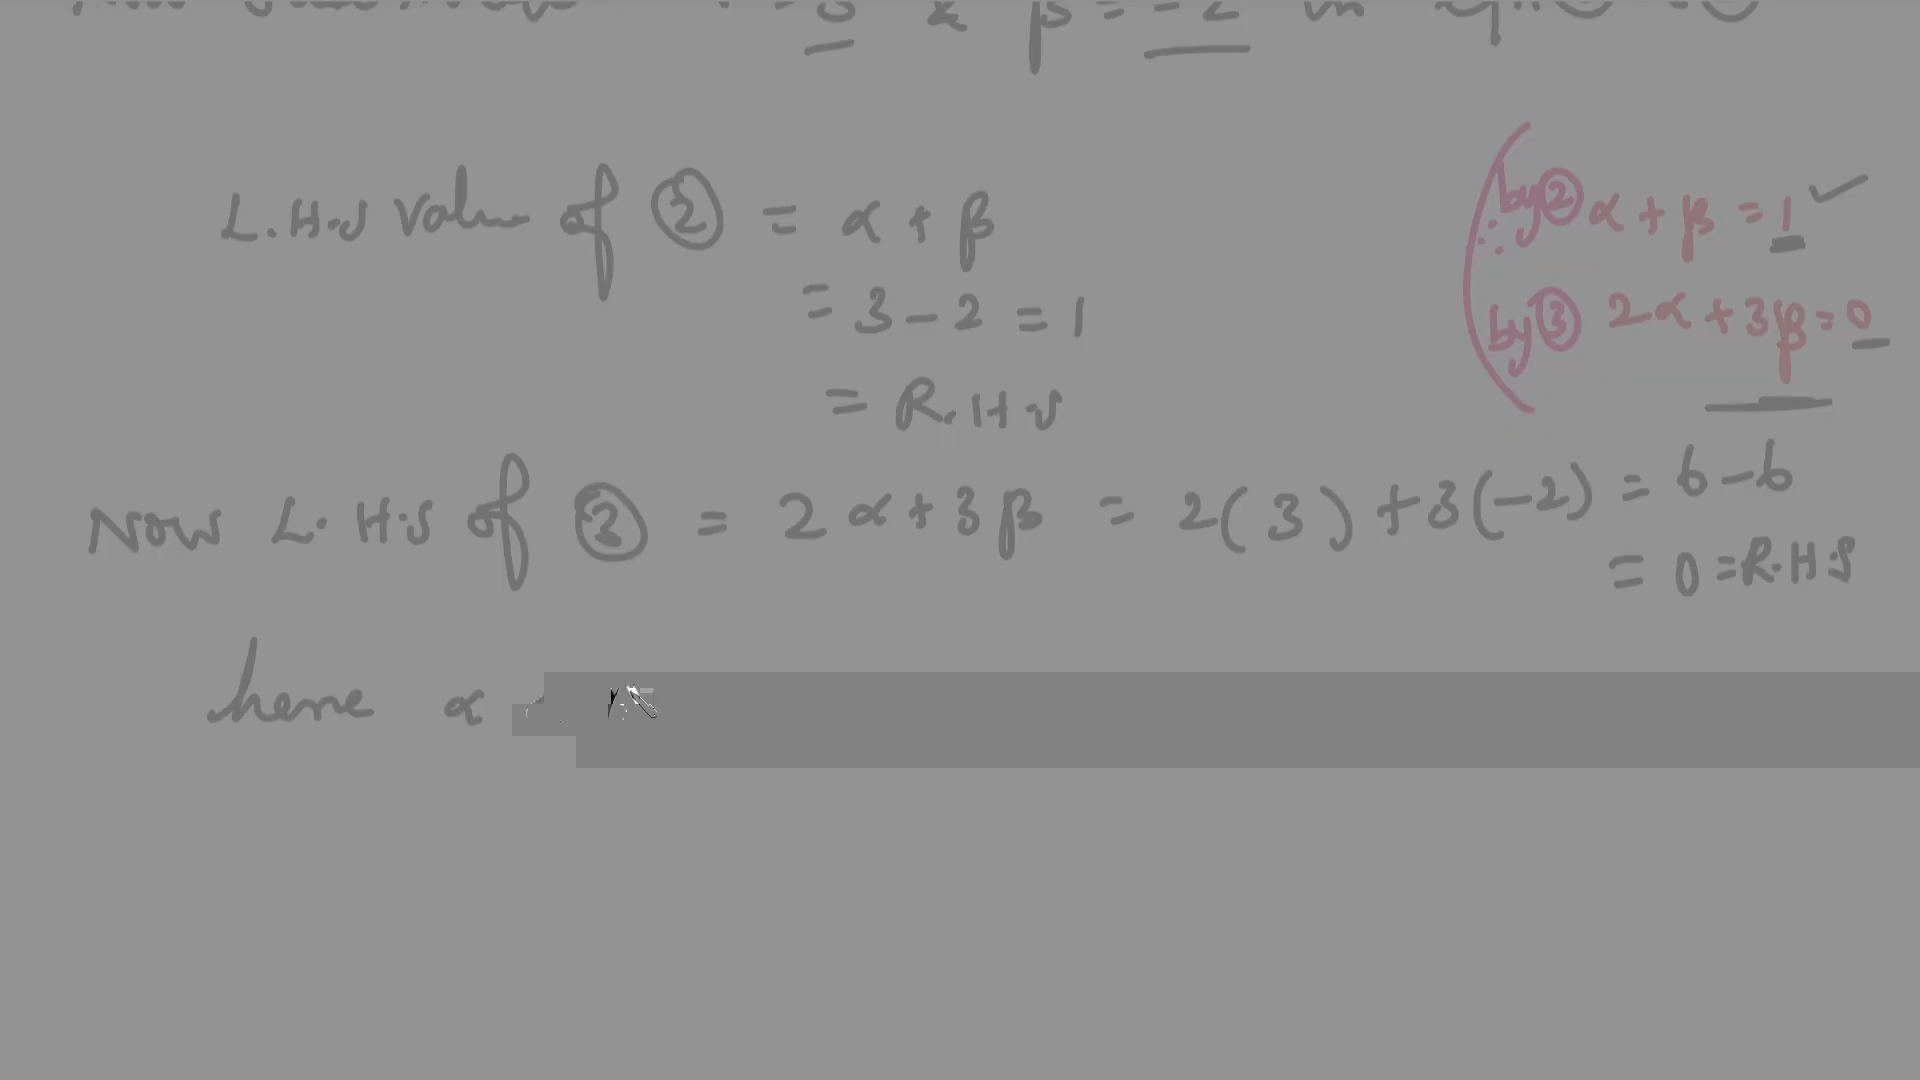 β = -2
L.H.S Value of ② = α + β
= 3 - 2 = 1
= R.H.S
∵ by ② α + β = 1 ✓
by ③ 2α + 3β = 0
Now L.H.S of ③ = 2α + 3β = 2(3) + 3(-2) = 6 - 6
= 0 = R.H.S
here α